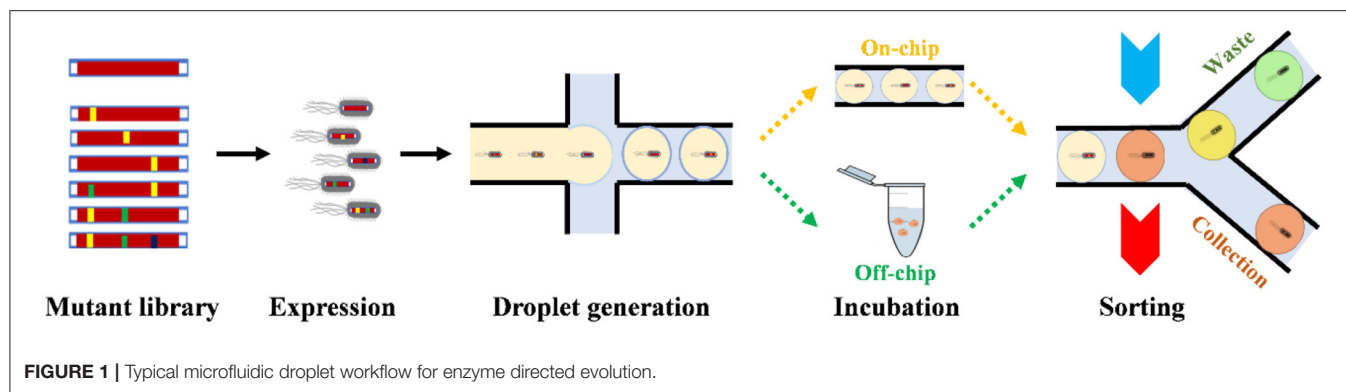 On-chip
Waste
Off-chip
Collection
Mutant library
Expression
Droplet generation
Incubation
Sorting
FIGURE 1 | Typical microfluidic droplet workflow for enzyme directed evolution.